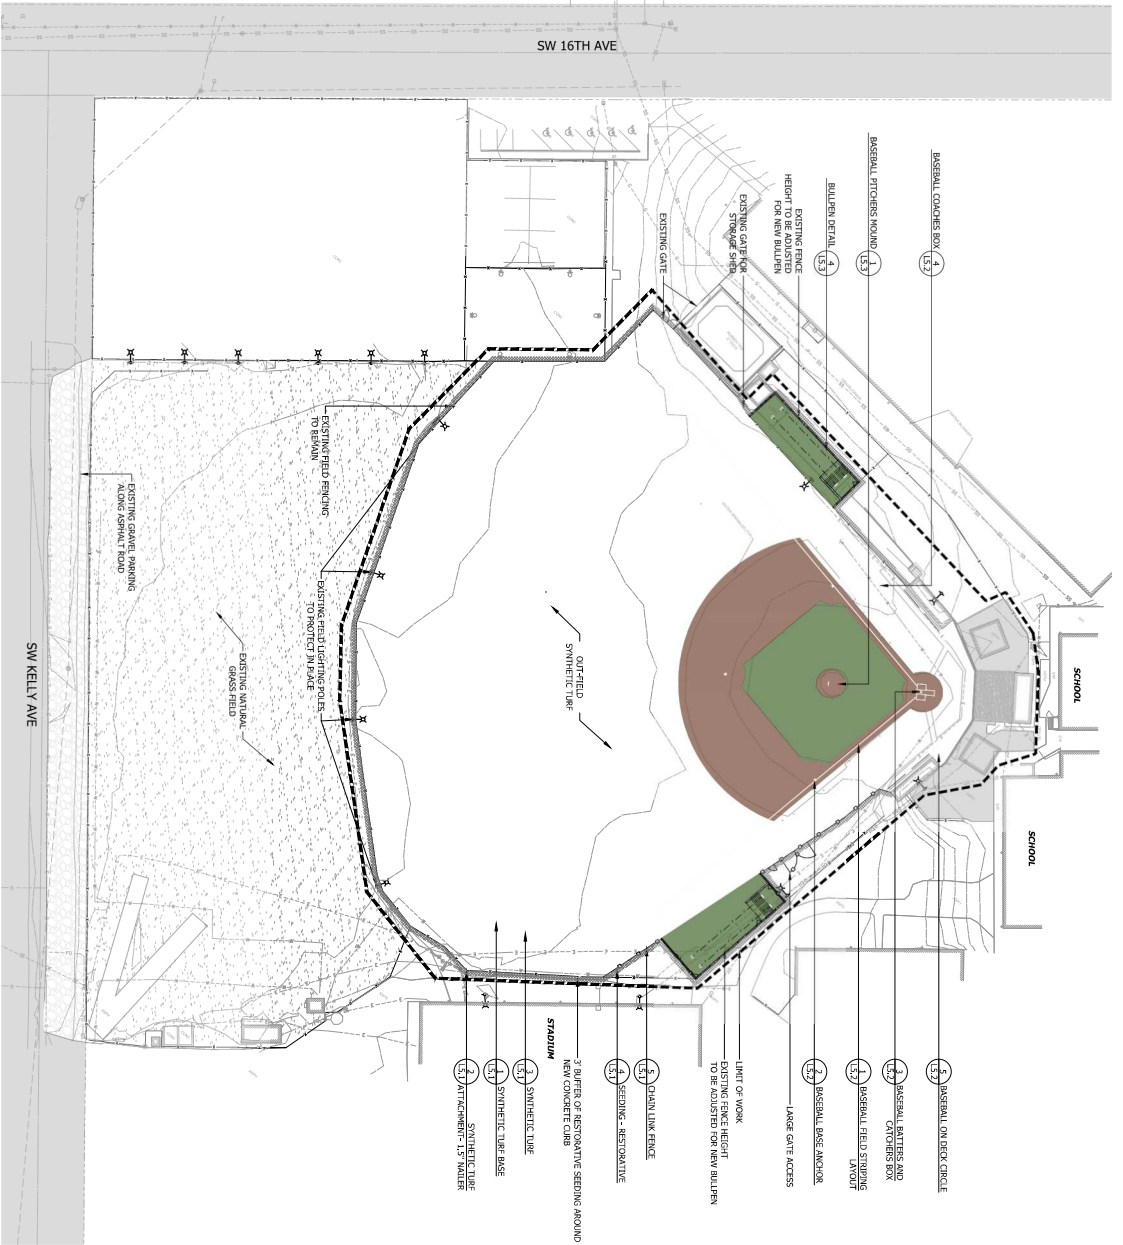 SW 16TH AVE
SW KELLY AVE
BASEBALL COACHES BOX
4
L5.2
BASEBALL PITCHERS MOUND
1
L5.3
BULLPEN DETAIL
4
L5.3
EXISTING FENCE
HEIGHT TO BE ADJUSTED
FOR NEW BULLPEN
EXISTING GATE FOR
STORAGE SHED
EXISTING GATE
EXISTING FIELD FENCING
TO REMAIN
EXISTING GRAVEL PARKING
ALONG ASPHALT ROAD
EXISTING FIELD LIGHTING POLES
TO PROTECT IN PLACE
EXISTING NATURAL
GRASS FIELD
OUT-FIELD
SYNTHETIC TURF
SCHOOL
SCHOOL
STADIUM
5
L5.2
BASEBALL ON DECK CIRCLE
3
L5.2
BASEBALL BATTERS AND
CATCHERS BOX
1
L5.2
BASEBALL FIELD STRIPING
LAYOUT
2
L5.2
BASEBALL BASE ANCHOR
LARGE GATE ACCESS
LIMIT OF WORK
EXISTING FENCE HEIGHT
TO BE ADJUSTED FOR NEW BULLPEN
5
L5.1
CHAIN LINK FENCE
4
L5.1
SEEDING - RESTORATIVE
3' BUFFER OF RESTORATIVE SEEDING AROUND
NEW CONCRETE CURB
3
L5.1
SYNTHETIC TURF
1
L5.1
SYNTHETIC TURF BASE
2
L5.1
SYNTHETIC TURF
ATTACHMENT- 1.5" NAILER